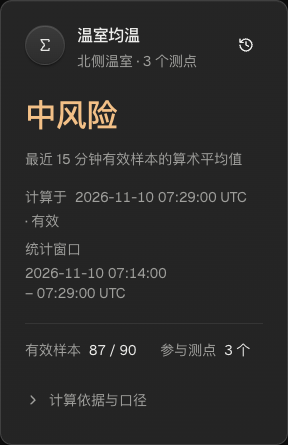 Σ
温室均温
北侧温室 · 3 个测点
中风险
最近 15 分钟有效样本的算术平均值
计算于 2026-11-10 07:29:00 UTC
· 有效
统计窗口
2026-11-10 07:14:00
– 07:29:00 UTC
有效样本 87 / 90 参与测点 3 个
计算依据与口径